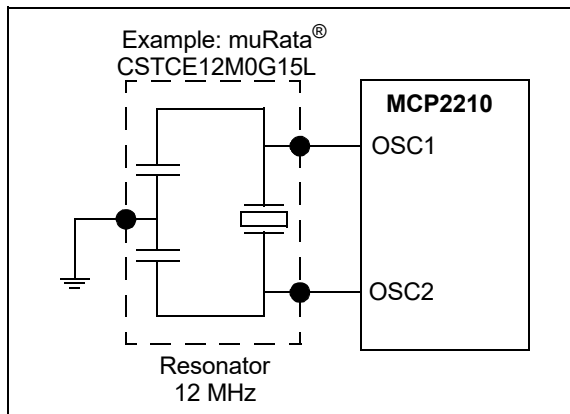 Example: muRata®
CSTCE12M0G15L
MCP2210
OSC1
OSC2
Resonator
12 MHz